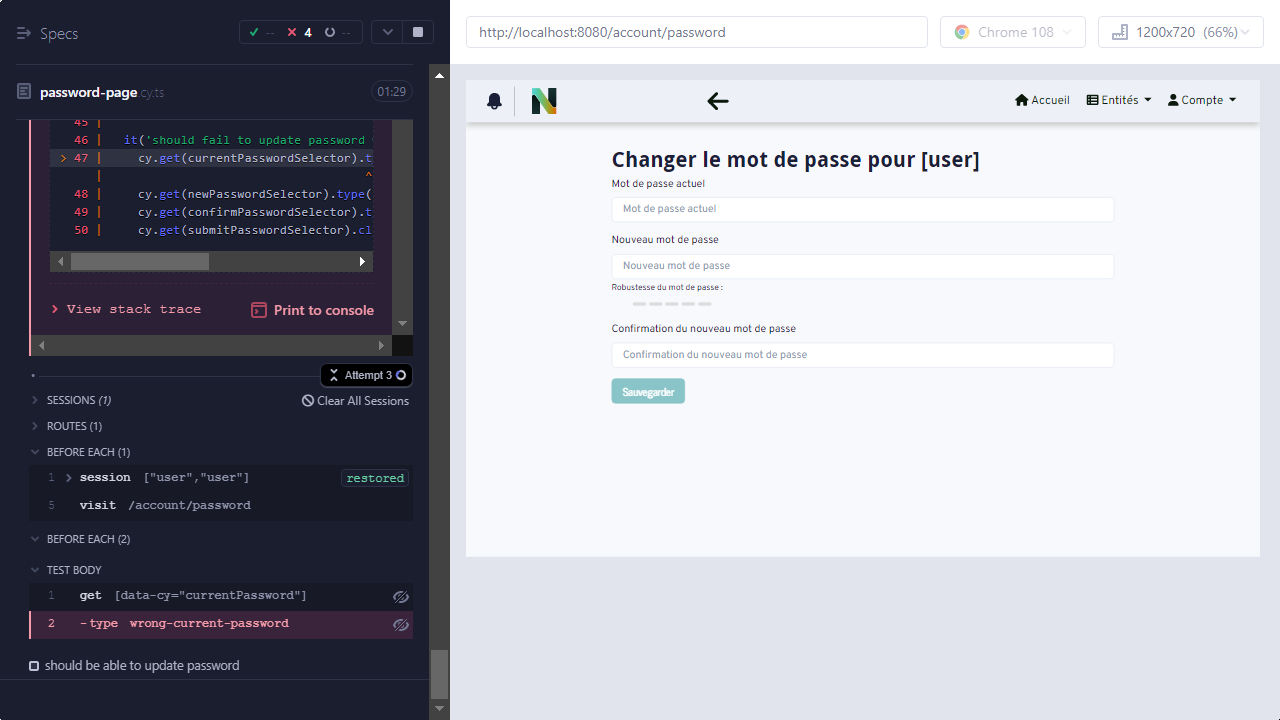 Specs
-- 4 --
password-page.cy.ts
01:29
45 |
46 | it('should fail to update password
> 47 | cy.get(currentPasswordSelector).ty
| ^
48 | cy.get(newPasswordSelector).type(
49 | cy.get(confirmPasswordSelector).t
50 | cy.get(submitPasswordSelector).cl
> View stack trace
Print to console
Attempt 3
SESSIONS (1)
Clear All Sessions
ROUTES (1)
BEFORE EACH (1)
1 session ["user","user"] restored
5 visit /account/password
BEFORE EACH (2)
TEST BODY
1 get [data-cy="currentPassword"]
2 -type wrong-current-password
should be able to update password
http://localhost:8080/account/password
Chrome 108
1200x720 (66%)
Accueil
Entités
Compte
Changer le mot de passe pour [user]
Mot de passe actuel
Mot de passe actuel
Nouveau mot de passe
Nouveau mot de passe
Robustesse du mot de passe :
Confirmation du nouveau mot de passe
Confirmation du nouveau mot de passe
Sauvegarder